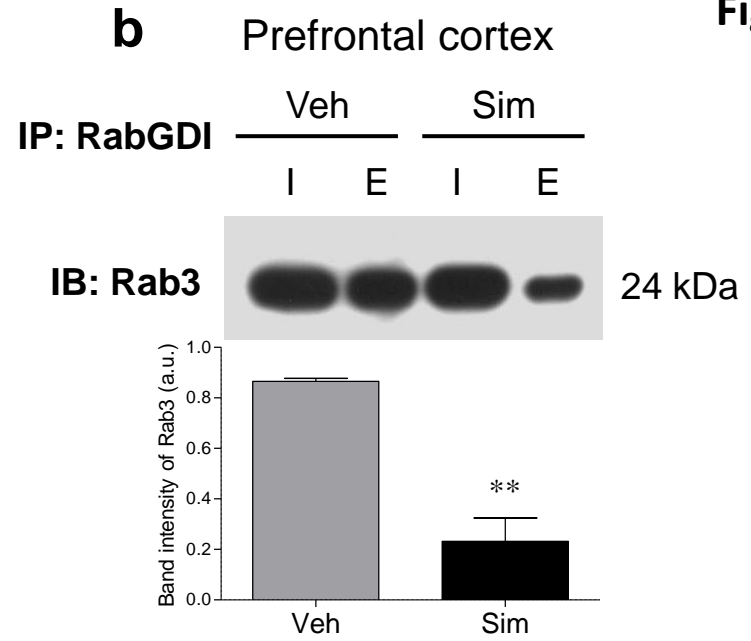 b Prefrontal cortex
Veh Sim
IP: RabGDI
I E I E
IB: Rab3 24 kDa
Band intensity of Rab3 (a.u.)
1.0
0.8
0.6
0.4
**
0.2
0.0
Veh Sim